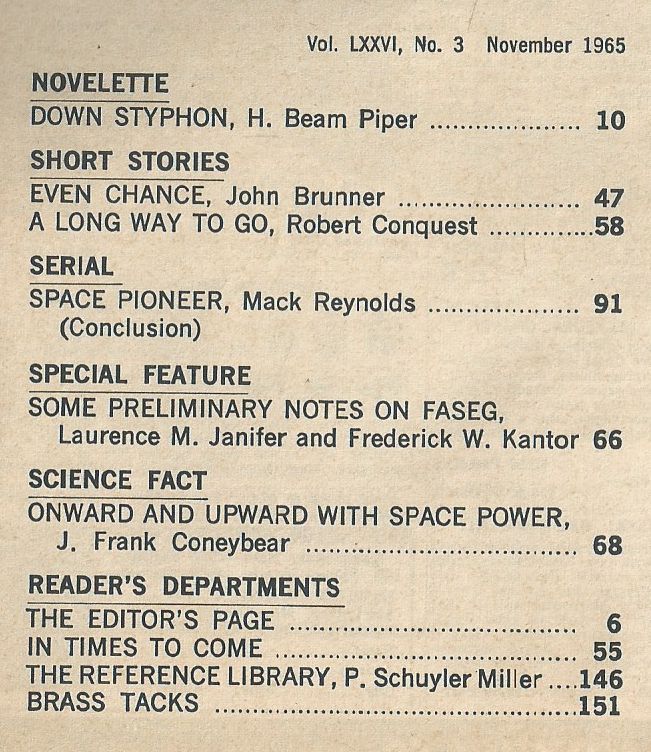 Vol. LXXVI, No. 3 November 1965
NOVELETTE
DOWN STYPHON, H. Beam Piper .................... 10
SHORT STORIES
EVEN CHANCE, John Brunner ........................ 47
A LONG WAY TO GO, Robert Conquest ..............58
SERIAL
SPACE PIONEER, Mack Reynolds .................... 91
(Conclusion)
SPECIAL FEATURE
SOME PRELIMINARY NOTES ON FASEG,
Laurence M. Janifer and Frederick W. Kantor 66
SCIENCE FACT
ONWARD AND UPWARD WITH SPACE POWER,
J. Frank Coneybear .................................... 68
READER'S DEPARTMENTS
THE EDITOR'S PAGE ...................................... 6
IN TIMES TO COME ........................................ 55
THE REFERENCE LIBRARY, P. Schuyler Miller ....146
BRASS TACKS ................................................151